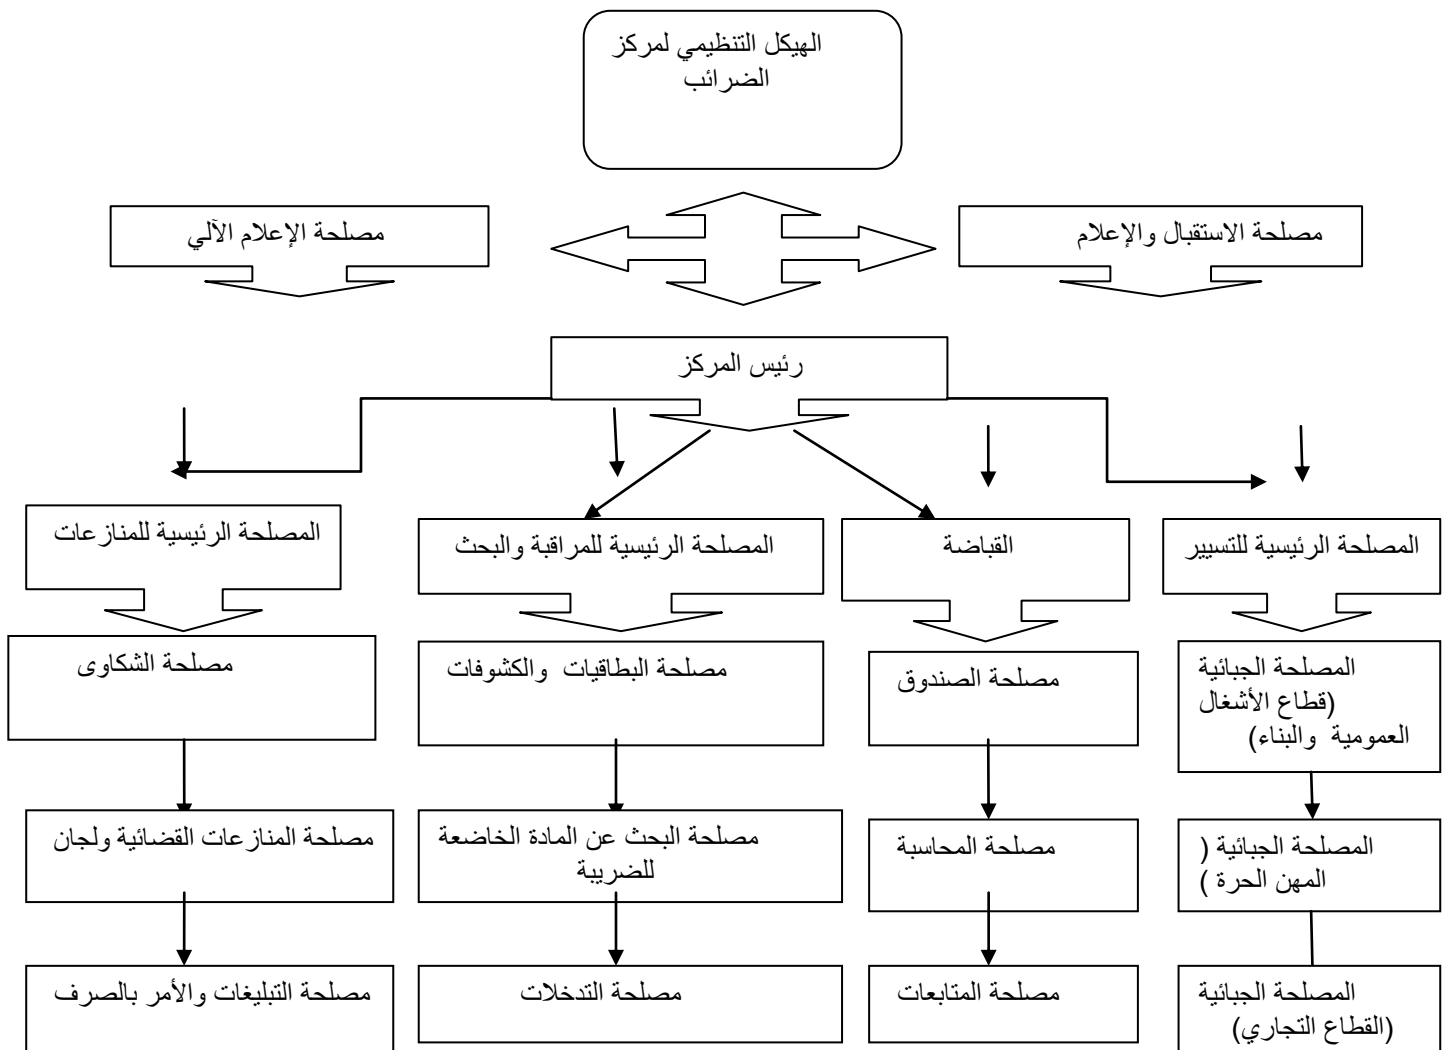 الهيكل التنظيمي لمركز
الضرائب
مصلحة الاستقبال والإعلام
مصلحة الإعلام الآلي
رئيس المركز
المصلحة الرئيسية للتسيير
القباضة
المصلحة الرئيسية للمراقبة والبحث
المصلحة الرئيسية للمنازعات
المصلحة الجبائية
(قطاع الأشغال
العمومية والبناء)
مصلحة الصندوق
مصلحة البطاقيات والكشوفات
مصلحة الشكاوى
المصلحة الجبائية (
المهن الحرة )
مصلحة المحاسبة
مصلحة البحث عن المادة الخاضعة
للضريبة
مصلحة المنازعات القضائية ولجان
المصلحة الجبائية
(القطاع التجاري)
مصلحة المتابعات
مصلحة التدخلات
مصلحة التبليغات والأمر بالصرف